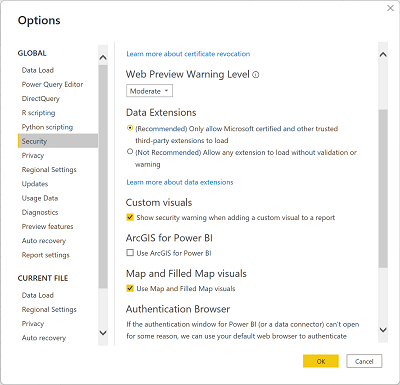 Options
GLOBAL
Data Load
Power Query Editor
DirectQuery
R scripting
Python scripting
Security
Privacy
Regional Settings
Updates
Usage Data
Diagnostics
Preview features
Auto recovery
Report settings
CURRENT FILE
Data Load
Regional Settings
Privacy
Auto recovery
Learn more about certificate revocation
Web Preview Warning Level
Moderate
Data Extensions
(Recommended) Only allow Microsoft certified and other trusted
third-party extensions to load
(Not Recommended) Allow any extension to load without validation or
warning
Learn more about data extensions
Custom visuals
Show security warning when adding a custom visual to a report
ArcGIS for Power BI
Use ArcGIS for Power BI
Map and Filled Map visuals
Use Map and Filled Map visuals
Authentication Browser
If the authentication window for Power BI (or a data connector) can't open
for some reason, we can use your default web browser to authenticate
OK
Cancel